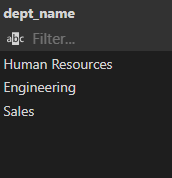 dept_name
abc Filter...
Human Resources
Engineering
Sales